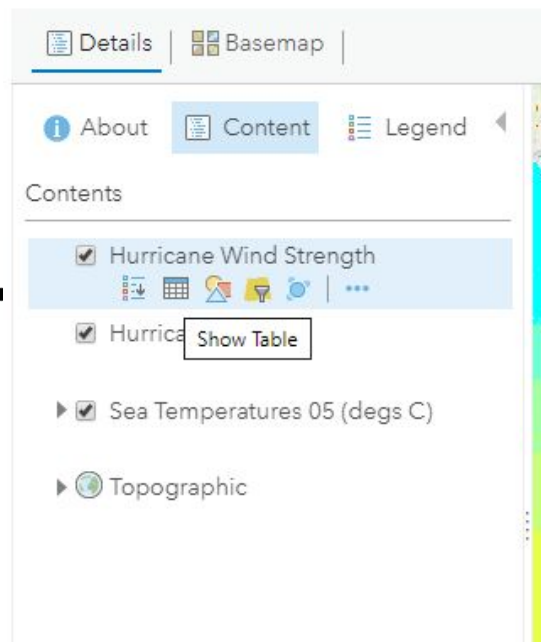 Details | Basemap |
About Content Legend
Contents
Hurricane Wind Strength
Hurrica
Show Table
Sea Temperatures 05 (degs C)
Topographic